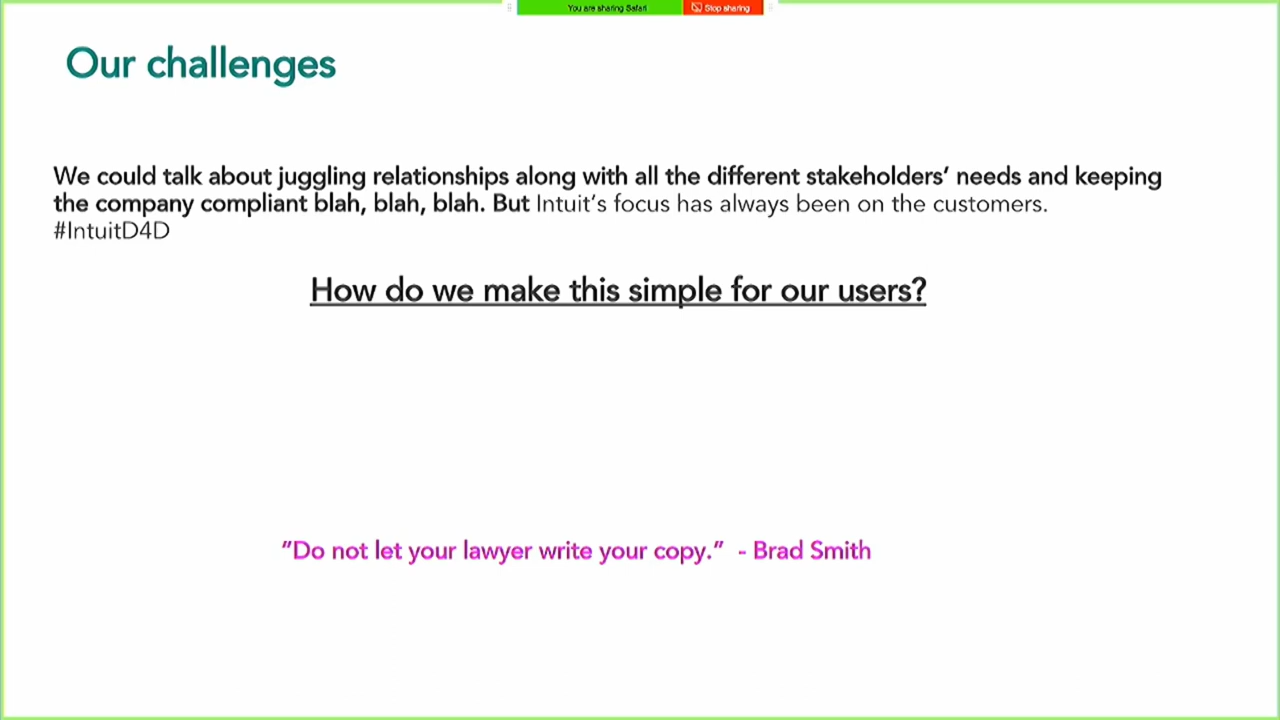 You are sharing Safari
Stop sharing
Our challenges
We could talk about juggling relationships along with all the different stakeholders’ needs and keeping
the company compliant blah, blah, blah. But Intuit’s focus has always been on the customers.
#IntuitD4D
How do we make this simple for our users?
”Do not let your lawyer write your copy.” - Brad Smith